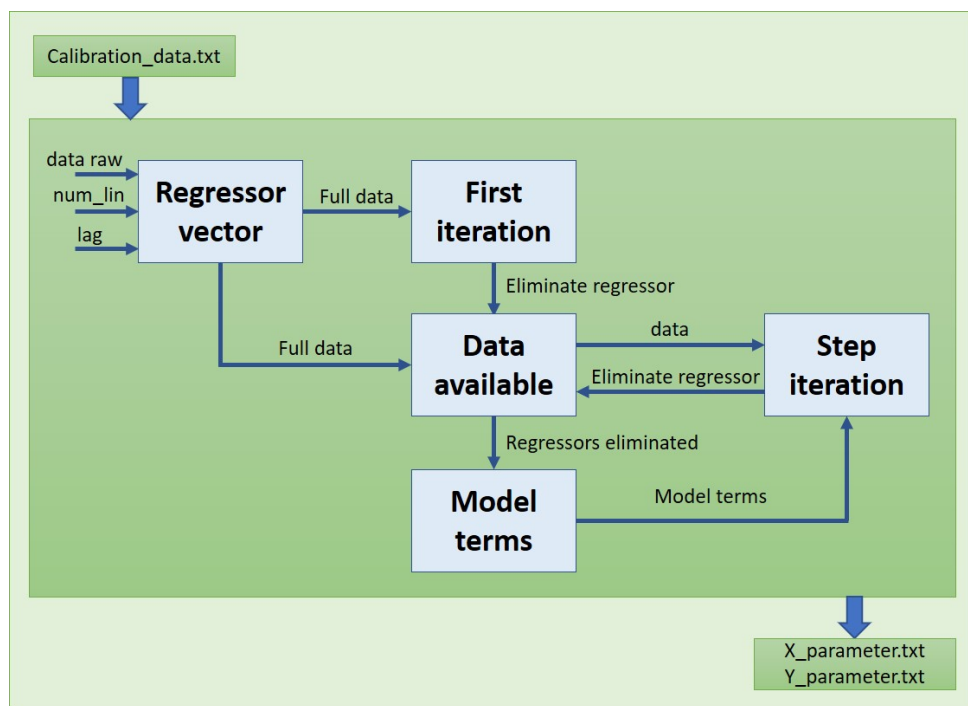 Calibration_data.txt
data raw
num_lin
lag
Regressor
vector
Full data
First
iteration
Eliminate regressor
Full data
Data
available
data
Eliminate regressor
Step
iteration
Regressors eliminated
Model
terms
Model terms
X_parameter.txt
Y_parameter.txt